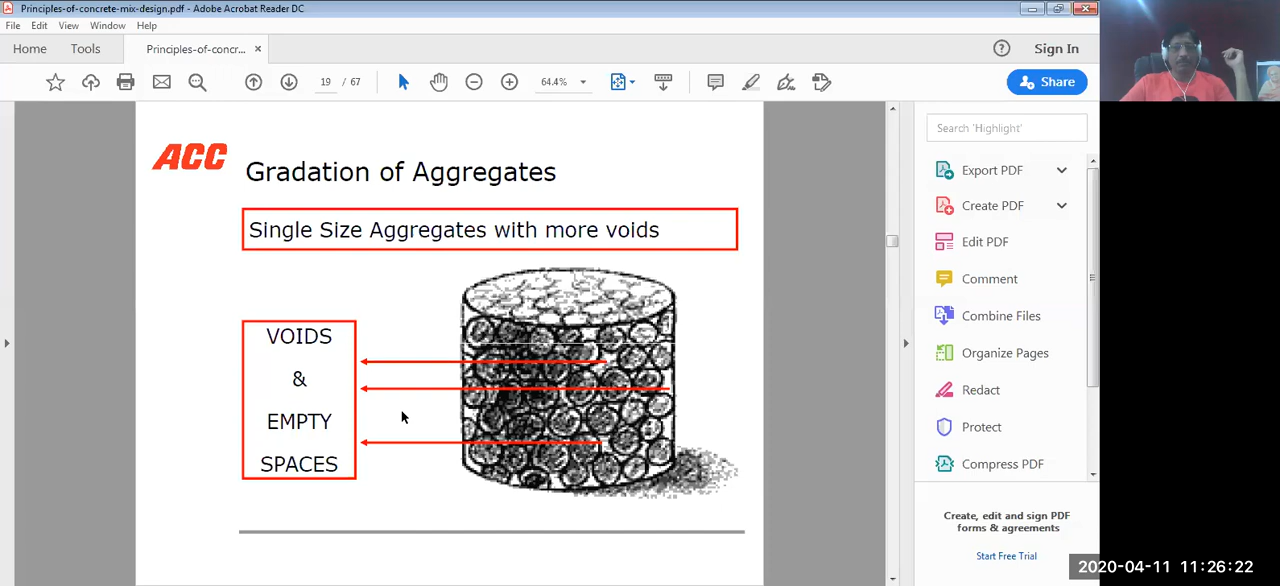 Principles-of-concrete-mix-design.pdf - Adobe Acrobat Reader DC
File Edit View Window Help
Home Tools Principles-of-concr... × Sign In
19 / 67 64.4% Share
ACC
Gradation of Aggregates
Single Size Aggregates with more voids
VOIDS
&
EMPTY
SPACES
Search 'Highlight'
Export PDF
Create PDF
Edit PDF
Comment
Combine Files
Organize Pages
Redact
Protect
Compress PDF
Create, edit and sign PDF
forms & agreements
Start Free Trial
2020-04-11 11:26:22